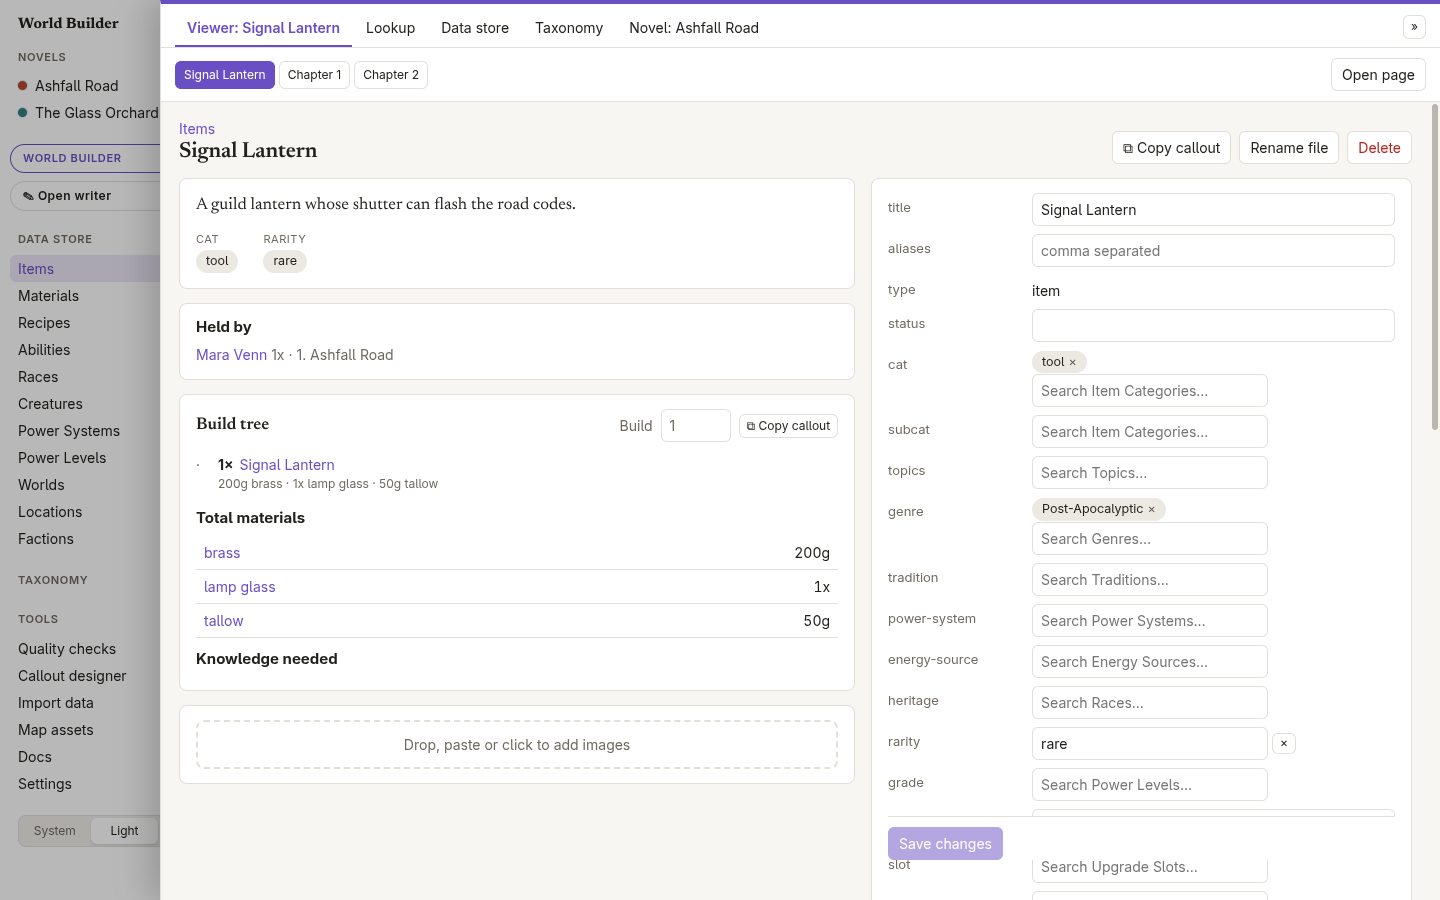 World Builder
NOVELS
Ashfall Road
The Glass Orchard
WORLD BUILDER
✎ Open writer
DATA STORE
Items
Materials
Recipes
Abilities
Races
Creatures
Power Systems
Power Levels
Worlds
Locations
Factions
TAXONOMY
TOOLS
Quality checks
Callout designer
Import data
Map assets
Docs
Settings
System Light
Viewer: Signal Lantern Lookup Data store Taxonomy Novel: Ashfall Road »
Signal Lantern Chapter 1 Chapter 2 Open page
Items
Signal Lantern
⧉ Copy callout Rename file Delete
A guild lantern whose shutter can flash the road codes.
CAT RARITY
tool rare
Held by
Mara Venn 1x · 1. Ashfall Road
Build tree Build 1 ⧉ Copy callout
· 1× Signal Lantern
200g brass · 1x lamp glass · 50g tallow
Total materials
brass 200g
lamp glass 1x
tallow 50g
Knowledge needed
Drop, paste or click to add images
title Signal Lantern
aliases comma separated
type item
status
cat tool ×
Search Item Categories...
subcat Search Item Categories...
topics Search Topics...
genre Post-Apocalyptic ×
Search Genres...
tradition Search Traditions...
power-system Search Power Systems...
energy-source Search Energy Sources...
heritage Search Races...
rarity rare ×
grade Search Power Levels...
Save changes
slot Search Upgrade Slots...